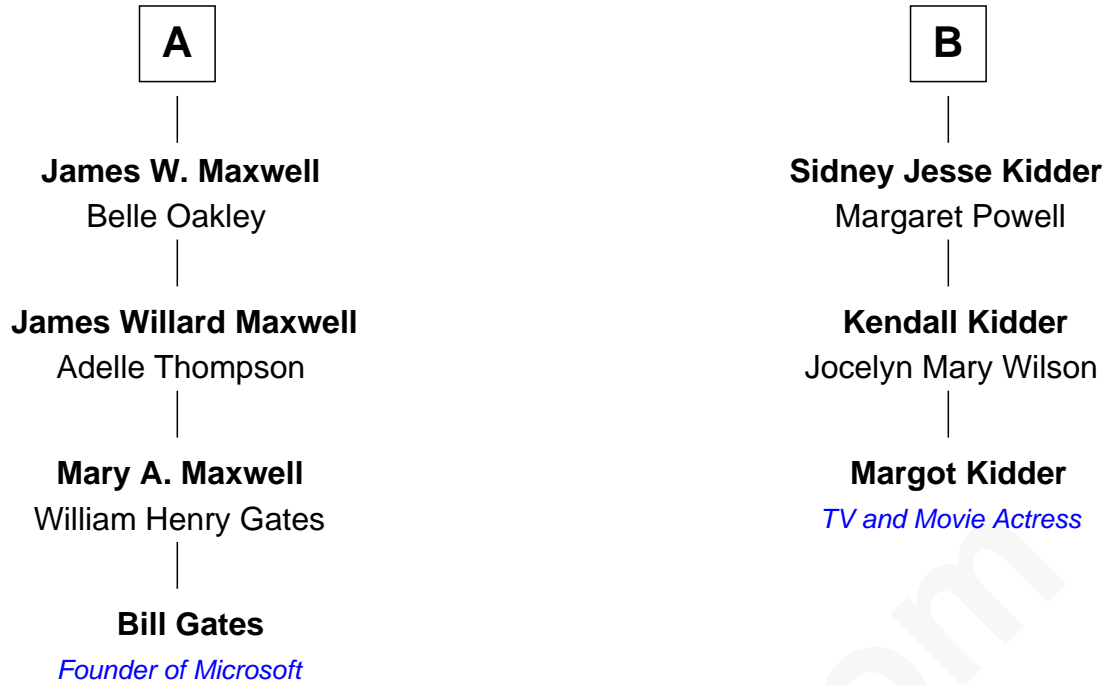 A
James W. Maxwell
Belle Oakley
James Willard Maxwell
Adelle Thompson
Mary A. Maxwell
William Henry Gates
Bill Gates
Founder of Microsoft
B
Sidney Jesse Kidder
Margaret Powell
Kendall Kidder
Jocelyn Mary Wilson
Margot Kidder
TV and Movie Actress
om